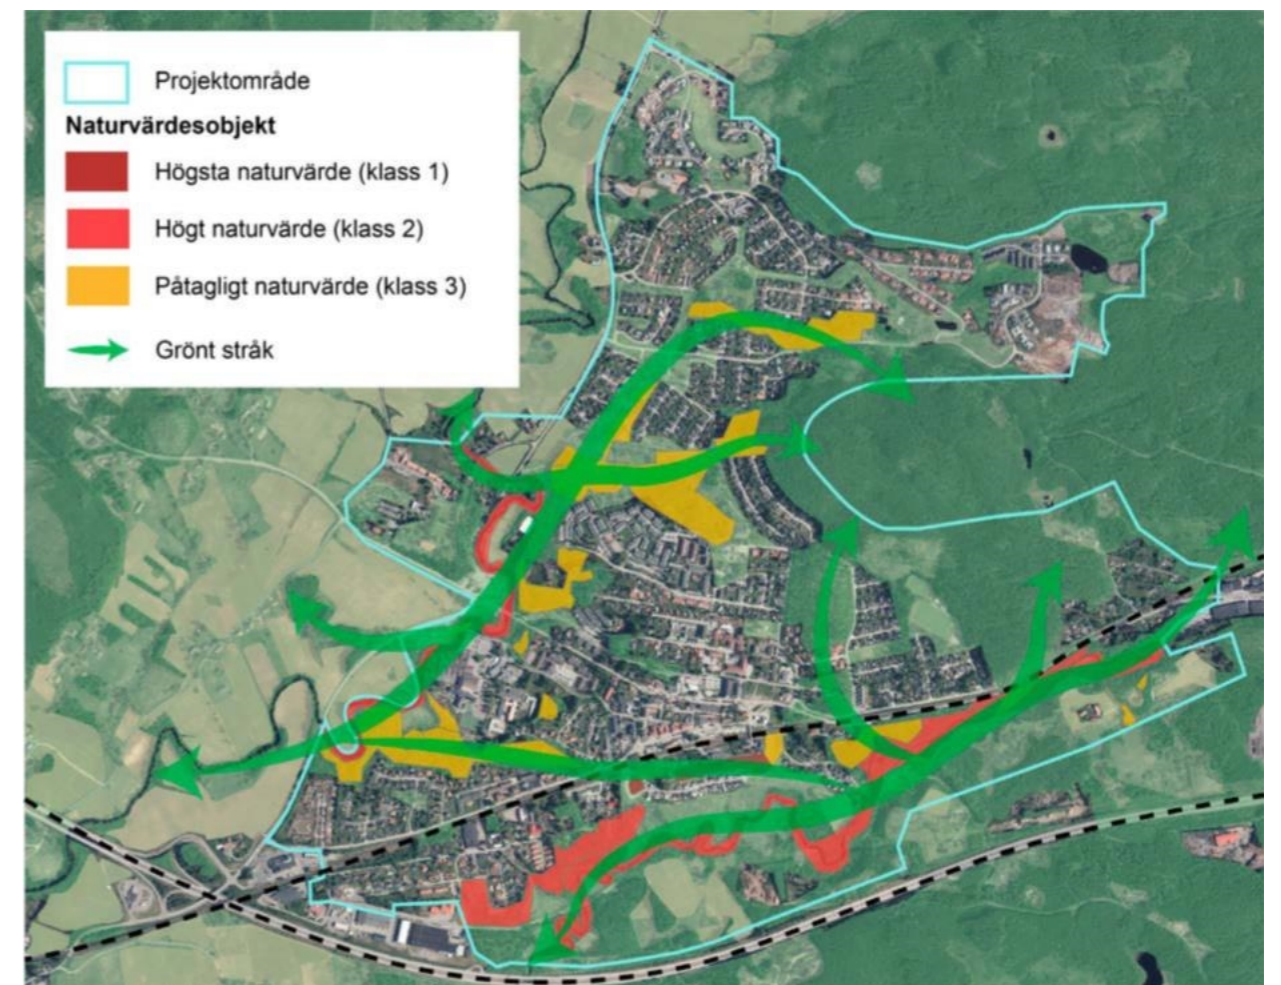 Projektområde
Naturvärdesobjekt
Högsta naturvärde (klass 1)
Högt naturvärde (klass 2)
Påtagligt naturvärde (klass 3)
Grönt stråk